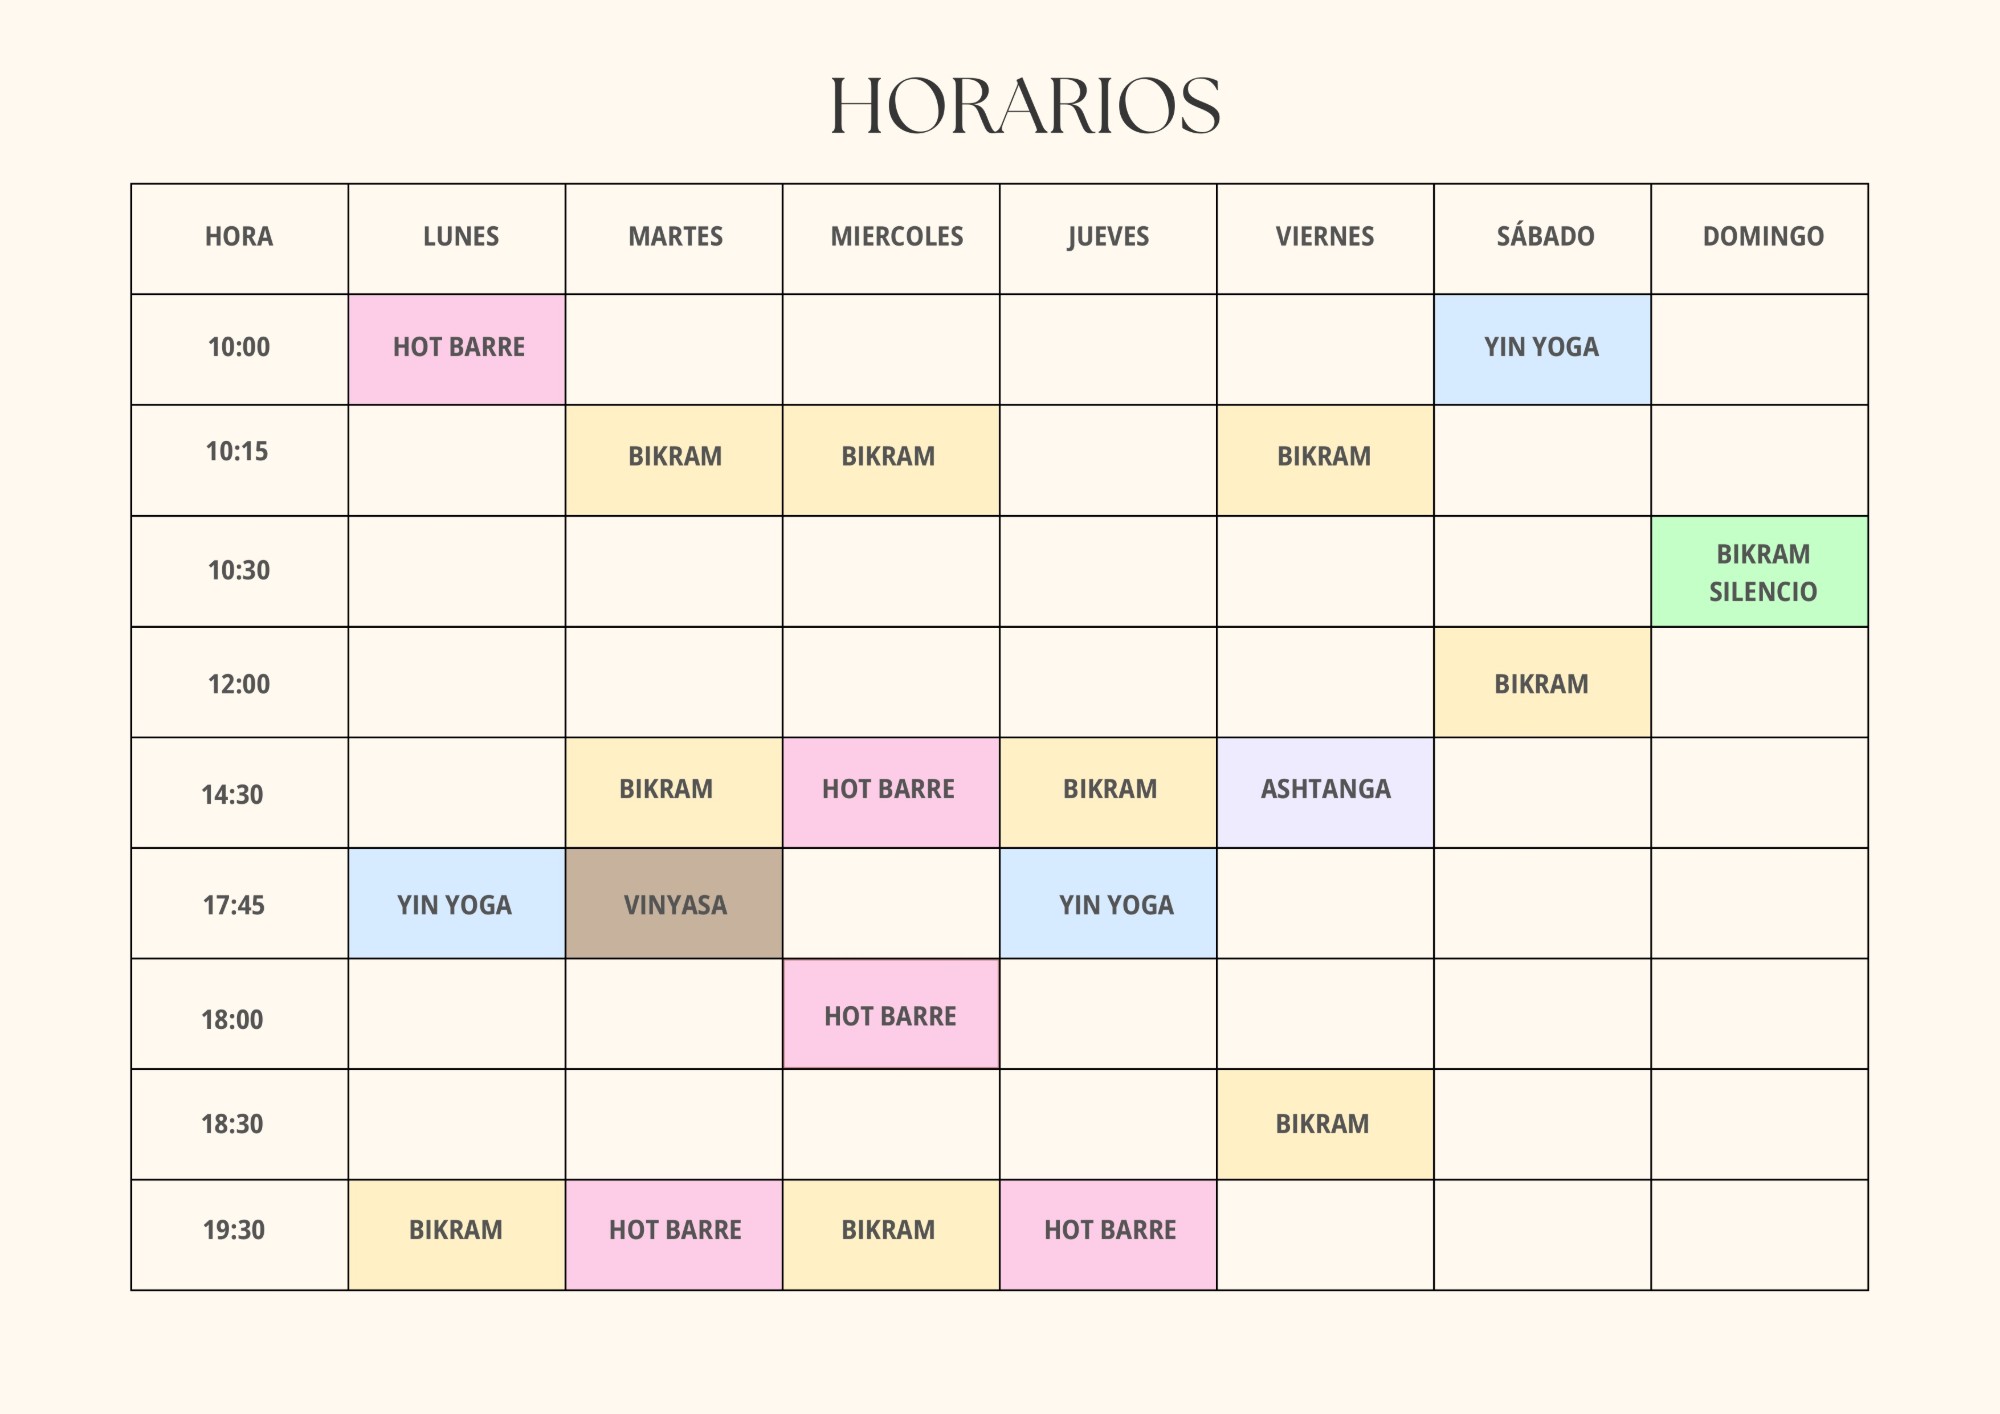 HORARIOS
HORA LUNES MARTES MIERCOLES JUEVES VIERNES SÁBADO DOMINGO
10:00 HOT BARRE YIN YOGA
10:15 BIKRAM BIKRAM BIKRAM
10:30 BIKRAM
SILENCIO
12:00 BIKRAM
14:30 BIKRAM HOT BARRE BIKRAM ASHTANGA
17:45 YIN YOGA VINYASA YIN YOGA
18:00 HOT BARRE
18:30 BIKRAM
19:30 BIKRAM HOT BARRE BIKRAM HOT BARRE